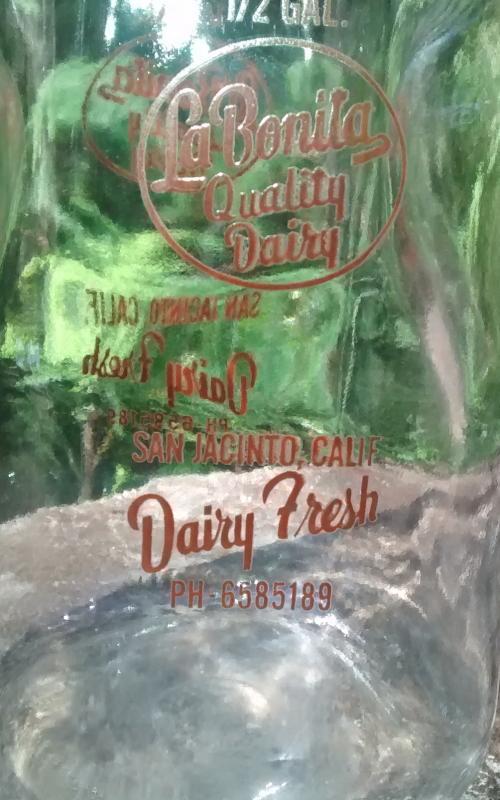 1/2 GAL.
La Bonita
Quality
Dairy
SAN JACINTO, CALIF.
Dairy Fresh
PH-6585189